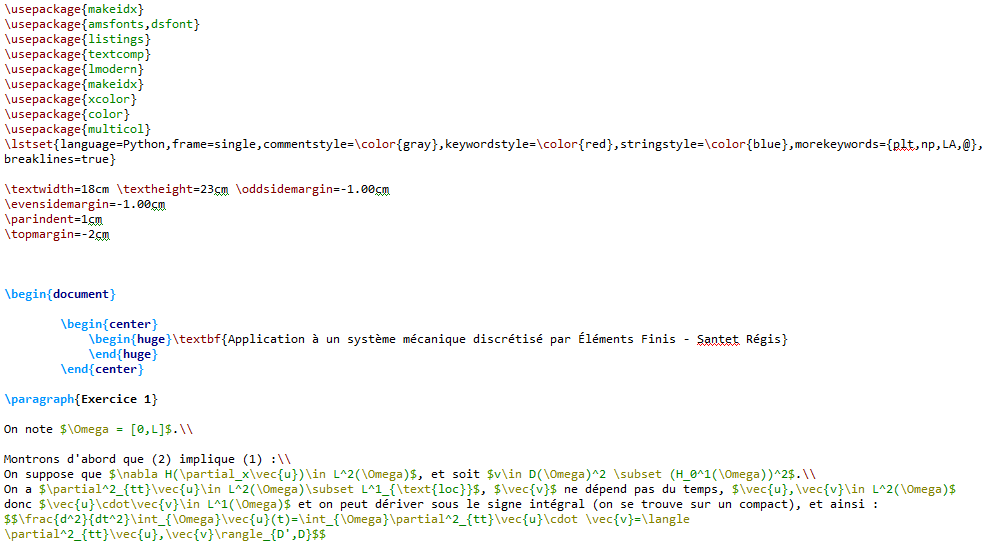 \usepackage{makeidx}
\usepackage{amsfonts,dsfont}
\usepackage{listings}
\usepackage{textcomp}
\usepackage{lmodern}
\usepackage{makeidx}
\usepackage{xcolor}
\usepackage{color}
\usepackage{multicol}
\lstset{language=Python,frame=single,commentstyle=\color{gray},keywordstyle=\color{red},stringstyle=\color{blue},morekeywords={plt,np,LA,@},
breaklines=true}
\textwidth=18cm \textheight=23cm \oddsidemargin=-1.00cm
\evensidemargin=-1.00cm
\parindent=1cm
\topmargin=-2cm
\begin{document}
\begin{center}
\begin{huge}\textbf{Application à un système mécanique discrétisé par Éléments Finis - Santet Régis}
\end{huge}
\end{center}
\paragraph{Exercice 1}
On note $\Omega = [0,L]$.\\
Montrons d'abord que (2) implique (1) :\\
On suppose que $\nabla H(\partial_x\vec{u})\in L^2(\Omega)$, et soit $v\in D(\Omega)^2 \subset (H_0^1(\Omega))^2$.\\
On a $\partial^2_{tt}\vec{u}\in L^2(\Omega)\subset L^1_{\text{loc}}$, $\vec{v}$ ne dépend pas du temps, $\vec{u},\vec{v}\in L^2(\Omega)$
donc $\vec{u}\cdot\vec{v}\in L^1(\Omega)$ et on peut dériver sous le signe intégral (on se trouve sur un compact), et ainsi :
$$\frac{d^2}{dt^2}\int_{\Omega}\vec{u}(t)=\int_{\Omega}\partial^2_{tt}\vec{u}\cdot \vec{v}=\langle
\partial^2_{tt}\vec{u},\vec{v}\rangle_{D',D}$$